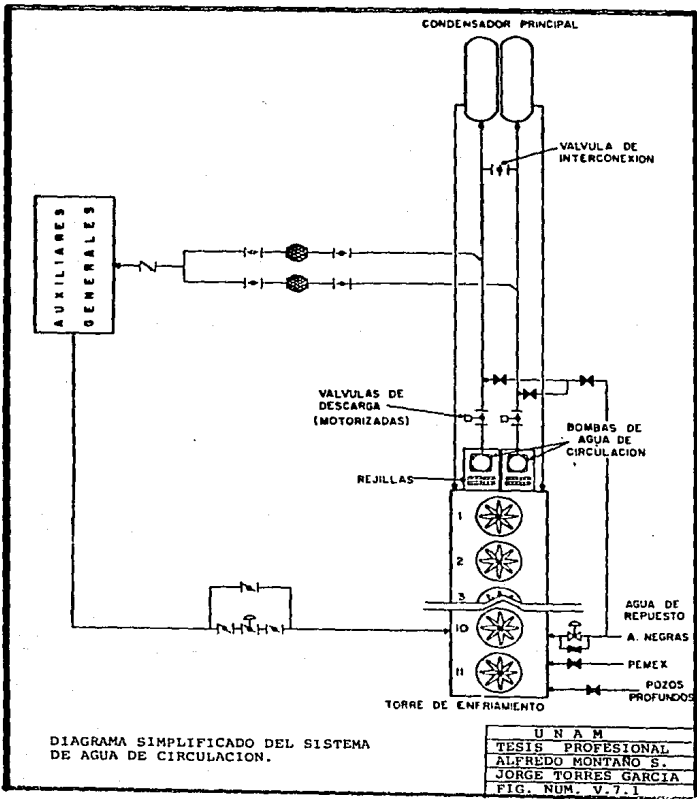 CONDENSADOR PRINCIPAL
VALVULA DE
INTERCONEXION
AUXILIARES
GENERALES
VALVULAS DE
DESCARGA
(MOTORIZADAS)
BOMBAS DE
AGUA DE
CIRCULACION
REJILLAS
1
2
3
10
11
AGUA DE
REPUESTO
A. NEGRAS
PEMEX
POZOS
PROFUNDOS
TORRE DE ENFRIAMIENTO
DIAGRAMA SIMPLIFICADO DEL SISTEMA
DE AGUA DE CIRCULACION.
U N A M
TESIS PROFESIONAL
ALFREDO MONTAÑO S.
JORGE TORRES GARCIA
FIG. NUM. V.7.1